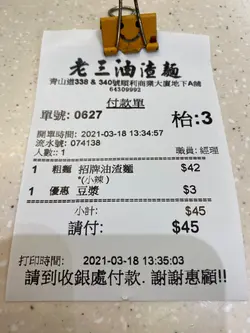 老三油渣麵
青山道338 & 340號順利商業大廈地下A舖
64309992
付款單
單號: 0627 枱:3
開單時間: 2021-03-18 13:34:57
流水號: 074138
人數:: 1 職員: 經理
1 粗麵 招牌油渣麵 $42
*(小辣)
1 優惠 豆漿 $3
小計: $45
請付: $45
打印時間: 2021-03-18 13:35:03
請到收銀處付款. 謝謝惠顧!!